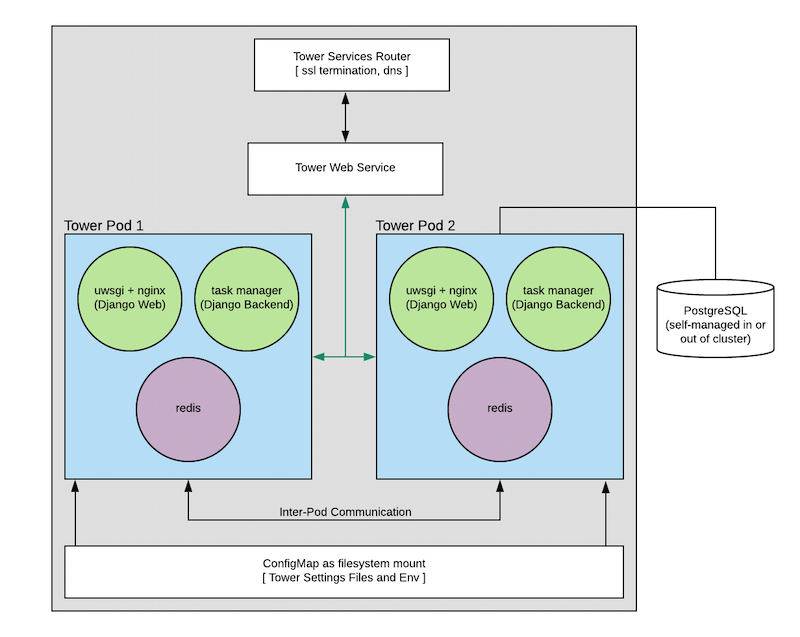 Tower Services Router
[ ssl termination, dns ]
Tower Web Service
Tower Pod 1
uwsgi + nginx
(Django Web)
task manager
(Django Backend)
redis
Tower Pod 2
uwsgi + nginx
(Django Web)
task manager
(Django Backend)
redis
PostgreSQL
(self-managed in or
out of cluster)
Inter-Pod Communication
ConfigMap as filesystem mount
[ Tower Settings Files and Env ]